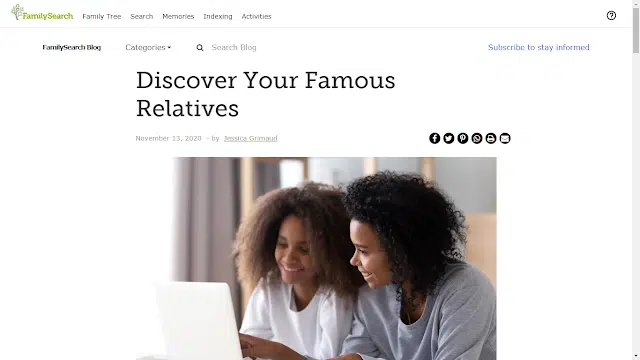 FamilySearch Family Tree Search Memories Indexing Activities
FamilySearch Blog Categories Search Blog Subscribe to stay informed
Discover Your Famous
Relatives
November 13, 2020 - by Jessica Grimaud